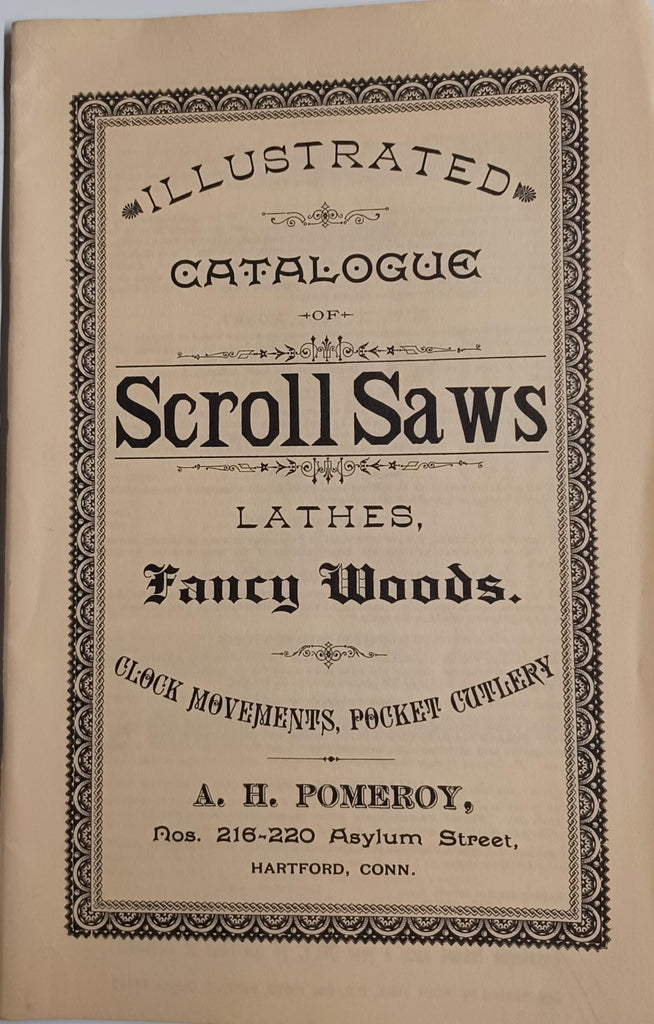 ILLUSTRATED
CATALOGUE
OF
Scroll Saws
LATHES,
Fancy Woods.
CLOCK MOVEMENTS, POCKET CUTLERY
A. H. POMEROY,
Nos. 216-220 Asylum Street,
HARTFORD, CONN.